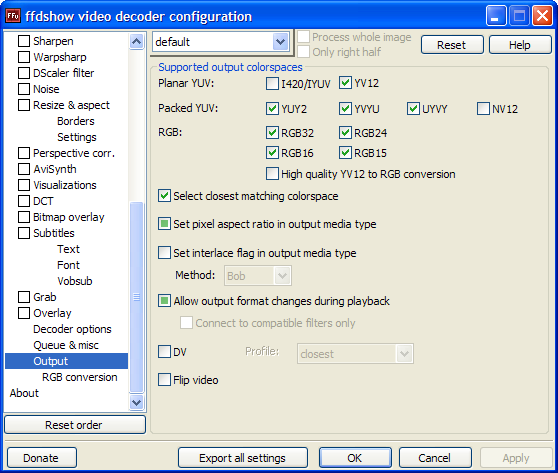 FFu ffdshow video decoder configuration
Sharpen
Warpsharp
DScaler filter
Noise
Resize & aspect
Borders
Settings
Perspective corr.
AviSynth
Visualizations
DCT
Bitmap overlay
Subtitles
Text
Font
Vobsub
Grab
Overlay
Decoder options
Queue & misc
Output
RGB conversion
About
Reset order
default
Process whole image
Only right half
Reset
Help
Supported output colorspaces
Planar YUV: I420/IYUV YV12
Packed YUV: YUY2 YVYU UYVY NV12
RGB: RGB32 RGB24
RGB16 RGB15
High quality YV12 to RGB conversion
Select closest matching colorspace
Set pixel aspect ratio in output media type
Set interlace flag in output media type
Method: Bob
Allow output format changes during playback
Connect to compatible filters only
DV Profile: closest
Flip video
Donate Export all settings OK Cancel Apply